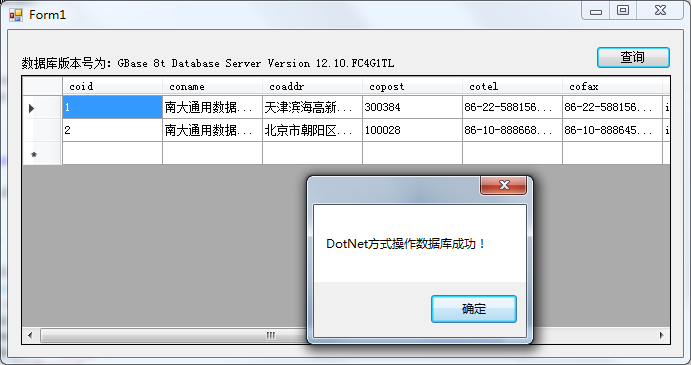 Form1
数据库版本号为: GBase 8t Database Server Version 12.10.FC4G1TL
查询
coid coname coaddr copost cotel cofax
1 南大通用数据... 天津滨海高新... 300384 86-22-588156... 86-22-588156... i
2 南大通用数据... 北京市朝阳区... 100028 86-10-888668... 86-10-888645... i
DotNet方式操作数据库成功！
确定